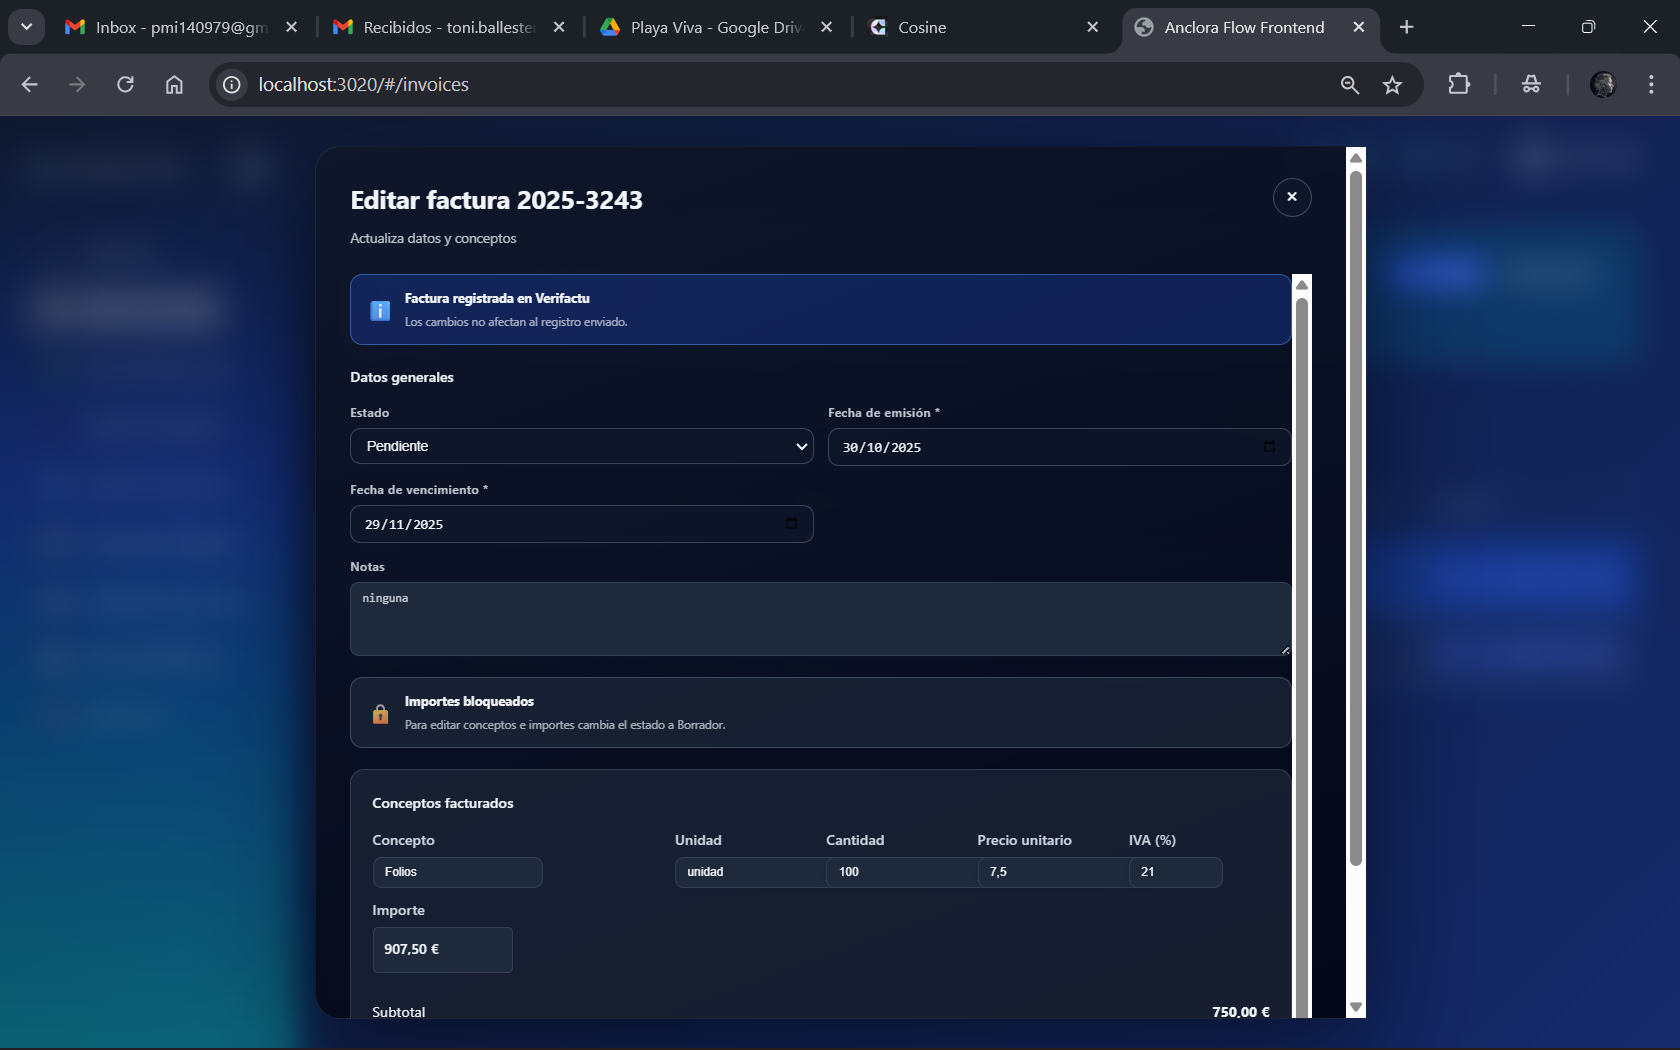 Inbox - pmi140979@gm
Recibidos - toni.ballester
Playa Viva - Google Driv
Cosine
Anclora Flow Frontend
localhost:3020/#/invoices
Editar factura 2025-3243
Actualiza datos y conceptos
Factura registrada en Verifactu
Los cambios no afectan al registro enviado.
Datos generales
Estado
Fecha de emisión *
Pendiente
30/10/2025
Fecha de vencimiento *
29/11/2025
Notas
ninguna
Importes bloqueados
Para editar conceptos e importes cambia el estado a Borrador.
Conceptos facturados
Concepto Unidad Cantidad Precio unitario IVA (%)
Folios unidad 100 7,5 21
Importe
907,50 €
Subtotal 750,00 €